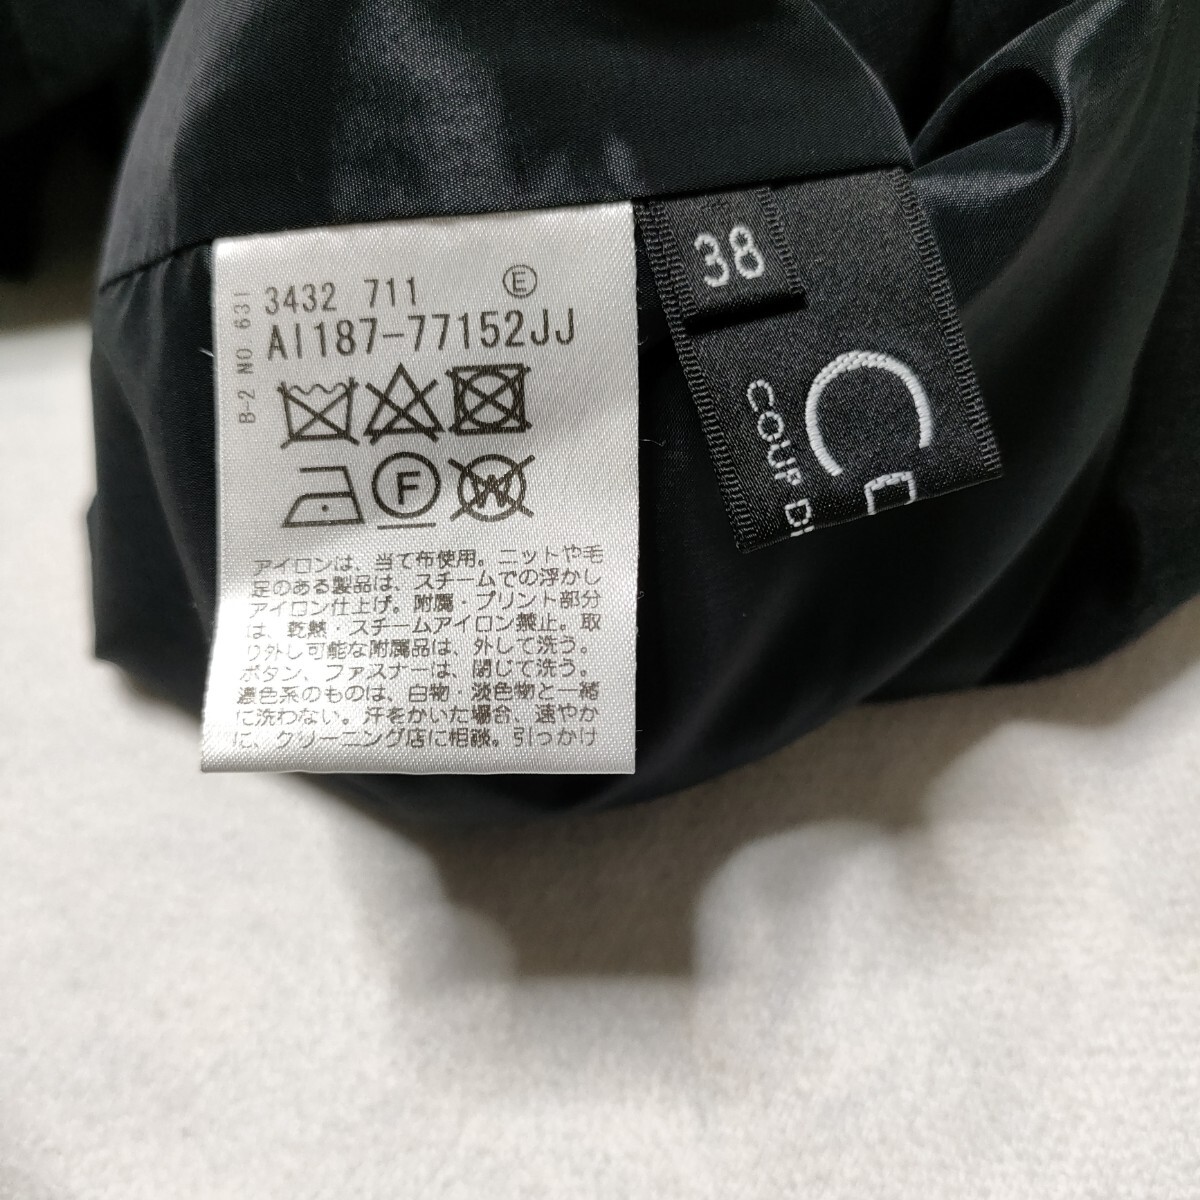 B-2 NO 631
3432 711 Ⓔ
AI187-77152JJ
F
W
アイロンは、当て布使用。ニットや毛
足のある製品は、スチームでの浮かし
アイロン仕上げ。附属・プリント部分
は、乾熱・スチームアイロン禁止。取
り外し可能な附属品は、外して洗う。
ボタン、ファスナーは、閉じて洗う。
濃色系のものは、白物・淡色物と一緒
に洗わない。汗をかいた場合、速やか
に、クリーニング店に相談。引っかけ
38
C
COUP